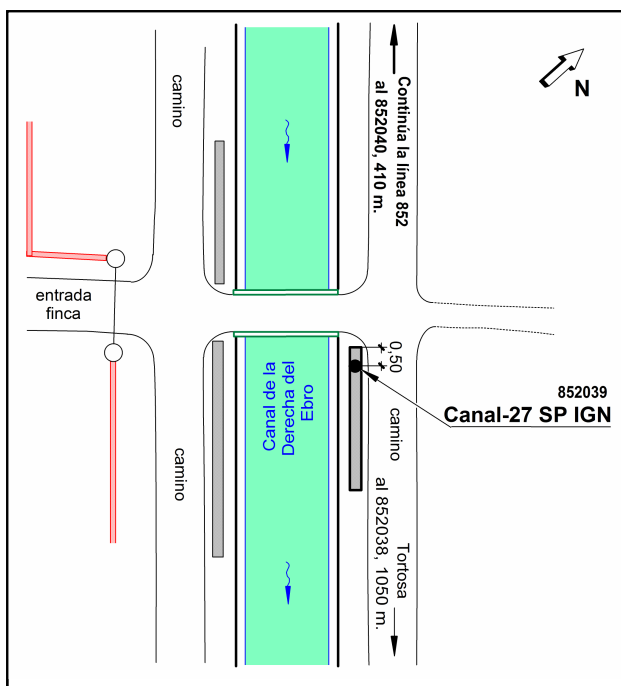 camino
Continúa la línea 852
al 852040, 410 m.
N
entrada
finca
0,50
852039
Canal-27 SP IGN
Canal de la
Derecha del
Ebro
camino
camino
Tortosa
al 852038, 1050 m.